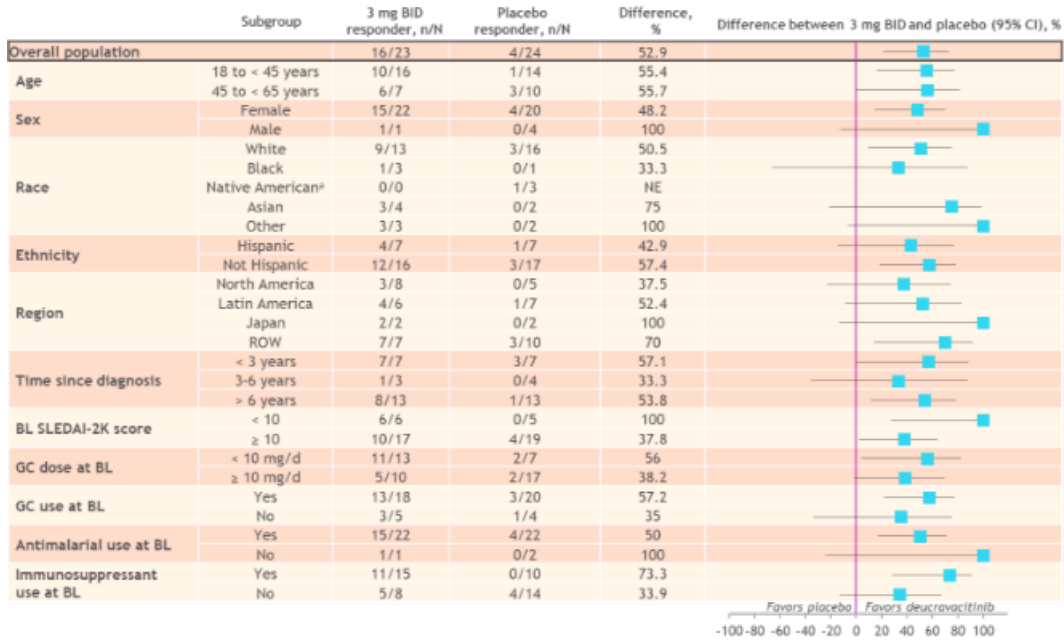 Subgroup 3 mg BID responder, n/N Placebo responder, n/N Difference, % Difference between 3 mg BID and placebo (95% CI), %
Overall population 16/23 4/24 52.9
Age 18 to < 45 years 10/16 1/14 55.4
45 to < 65 years 6/7 3/10 55.7
Sex Female 15/22 4/20 48.2
Male 1/1 0/4 100
White 9/13 3/16 50.5
Black 1/3 0/1 33.3
Race Native Americanᵃ 0/0 1/3 NE
Asian 3/4 0/2 75
Other 3/3 0/2 100
Ethnicity Hispanic 4/7 1/7 42.9
Not Hispanic 12/16 3/17 57.4
North America 3/8 0/5 37.5
Region Latin America 4/6 1/7 52.4
Japan 2/2 0/2 100
ROW 7/7 3/10 70
< 3 years 7/7 3/7 57.1
Time since diagnosis 3-6 years 1/3 0/4 33.3
> 6 years 8/13 1/13 53.8
BL SLEDAI-2K score < 10 6/6 0/5 100
≥ 10 10/17 4/19 37.8
GC dose at BL < 10 mg/d 11/13 2/7 56
≥ 10 mg/d 5/10 2/17 38.2
GC use at BL Yes 13/18 3/20 57.2
No 3/5 1/4 35
Antimalarial use at BL Yes 15/22 4/22 50
No 1/1 0/2 100
Immunosuppressant use at BL Yes 11/15 0/10 73.3
No 5/8 4/14 33.9
Favors placebo Favors deucravacitinib
-100 -80 -60 -40 -20 0 20 40 60 80 100